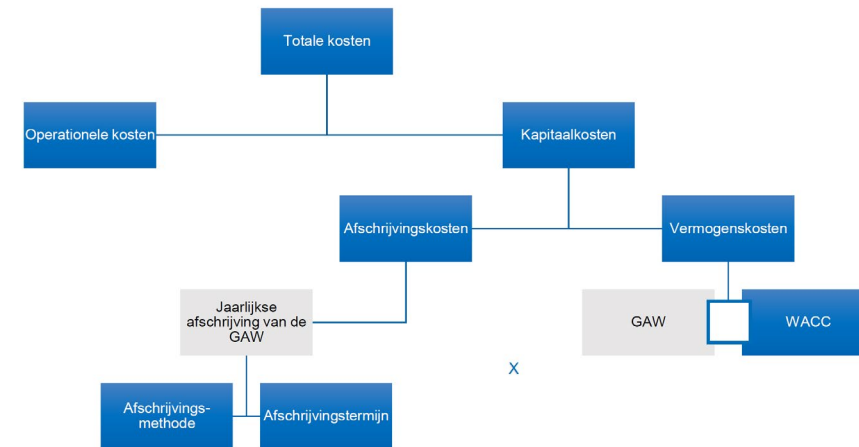 Totale kosten
Operationele kosten
Kapitaalkosten
Afschrijvingskosten
Vermogenskosten
Jaarlijkse
afschrijving van de
GAW
GAW
WACC
X
Afschrijvings-
methode
Afschrijvingstermijn